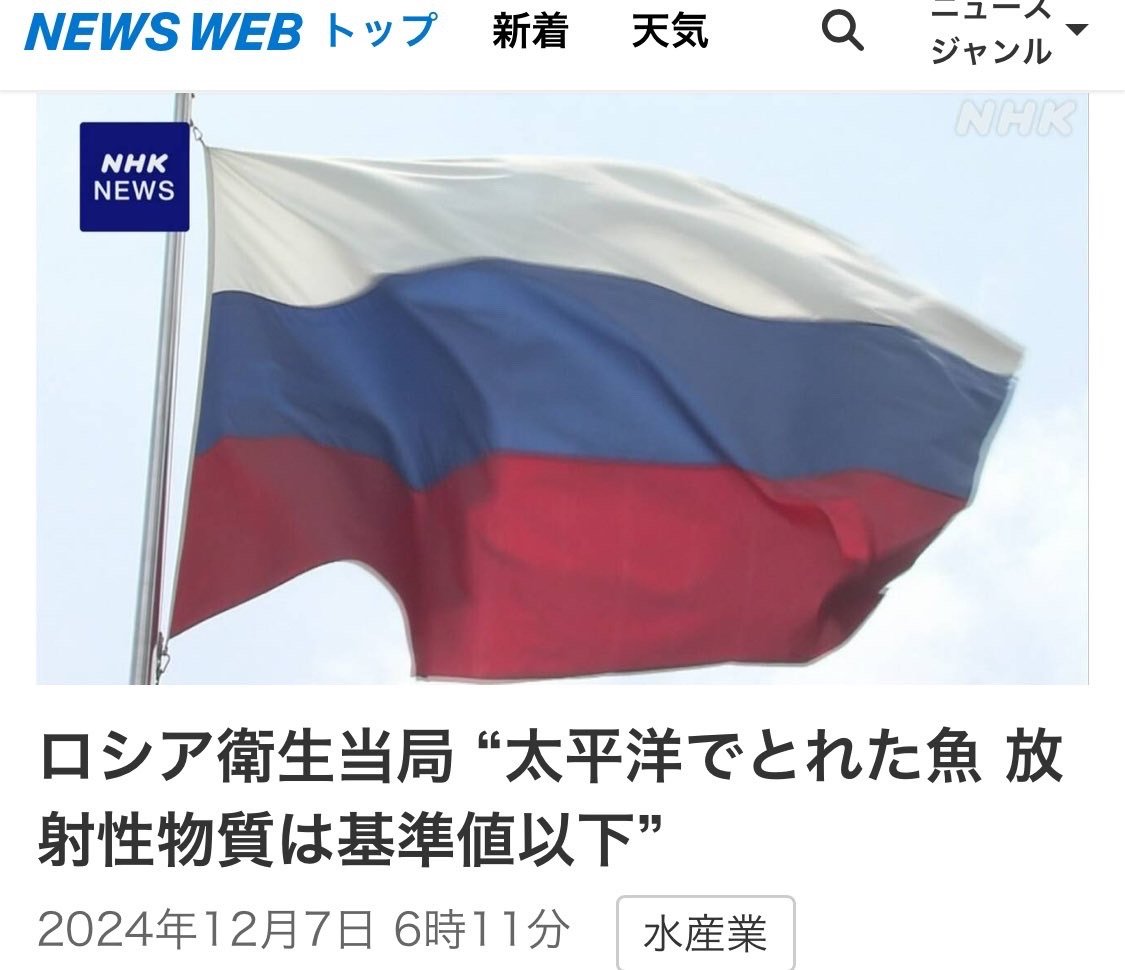 ニュース
NEWS WEB トップ 新着 天気
ジャンル
NHK
NHK
NEWS
ロシア衛生当局 “太平洋でとれた魚 放
射性物質は基準値以下”
2024年12月7日 6時11分 水産業